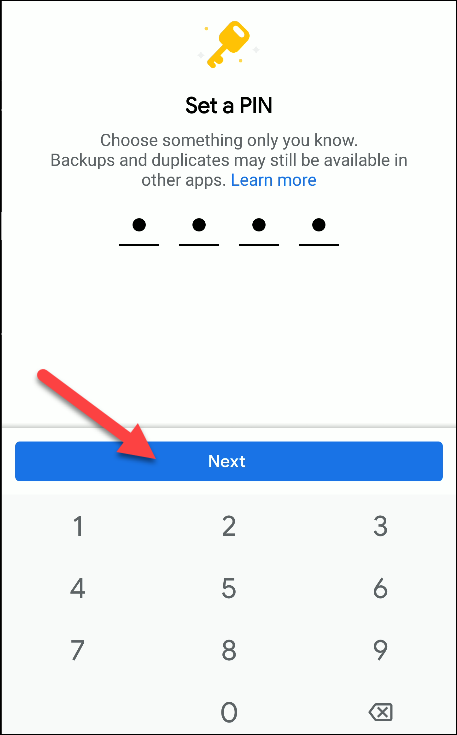 Set a PIN
Choose something only you know.
Backups and duplicates may still be available in
other apps. Learn more
Next
1 2 3
4 5 6
7 8 9
0